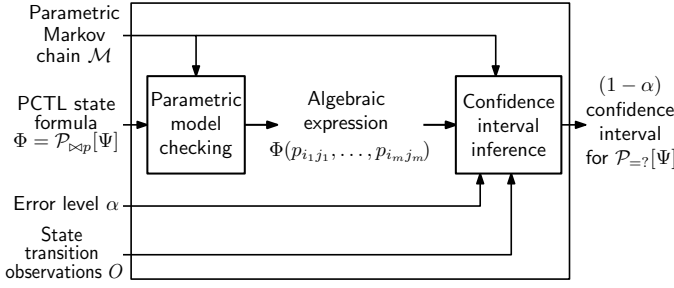 Parametric
Markov
chain ℳ
PCTL state
formula
Φ = 𝒫⋈p[Ψ]
Error level α
State
transition
observations O
Parametric
model
checking
Algebraic
expression
Φ(p_{i₁j₁}, . . . , p_{iₘjₘ})
Confidence
interval
inference
(1 − α)
confidence
interval
for 𝒫=?[Ψ]